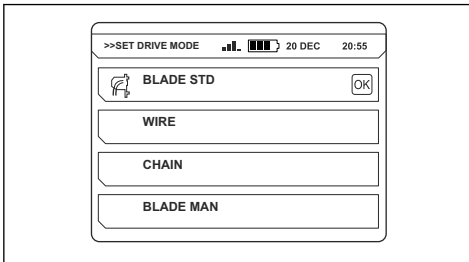 >>SET DRIVE MODE 20 DEC 20:55
BLADE STD OK
WIRE
CHAIN
BLADE MAN